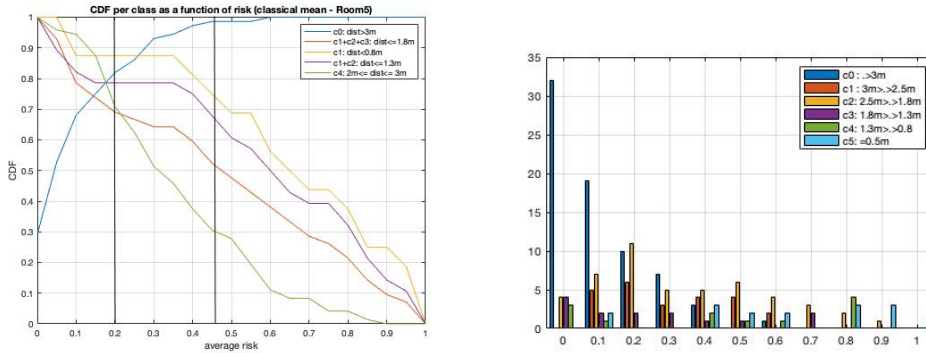 CDF per class as a function of risk (classical mean - Room5)
c0: dist>3m
c1+c2+c3: dist<=1.8m
c1: dist<0.8m
c1+c2: dist<=1.3m
c4: 2m<= dist<= 3m
CDF
1
0.9
0.8
0.7
0.6
0.5
0.4
0.3
0.2
0.1
0
0 0.1 0.2 0.3 0.4 0.5 0.6 0.7 0.8 0.9 1
average risk
c0: .>3m
c1: 3m>.>2.5m
c2: 2.5m>.>1.8m
c3: 1.8m>.>1.3m
c4: 1.3m>.>0.8
c5: =0.5m
35
30
25
20
15
10
5
0
0 0.1 0.2 0.3 0.4 0.5 0.6 0.7 0.8 0.9 1